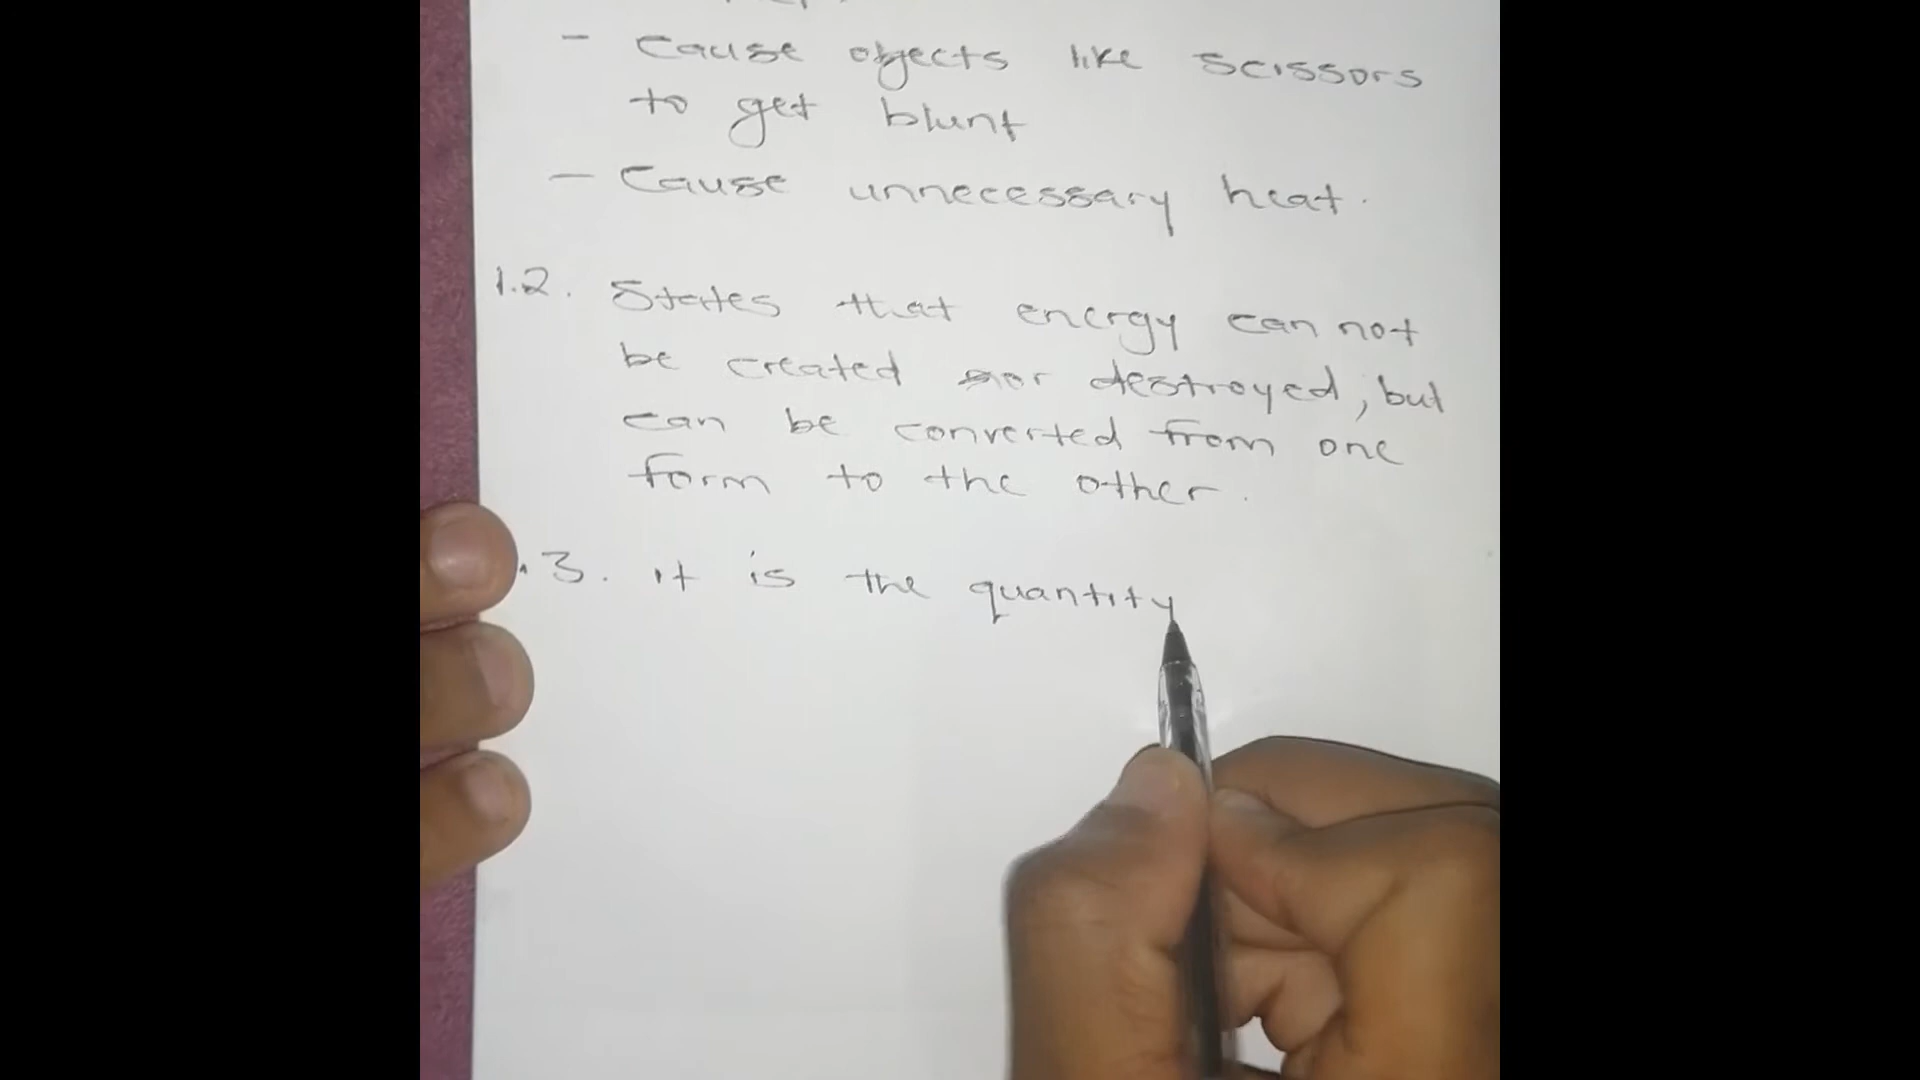 - Cause objects like scissors
to get blunt
- Cause unnecessary heat.
1.2. States that energy can not
be created nor destroyed, but
can be converted from one
form to the other.
.3. it is the quantity